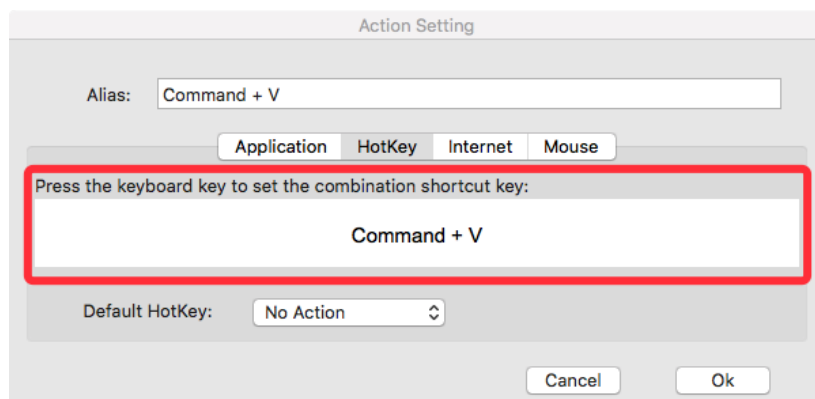 Action Setting
Alias: Command + V
Application HotKey Internet Mouse
Press the keyboard key to set the combination shortcut key:
Command + V
Default HotKey: No Action
Cancel Ok